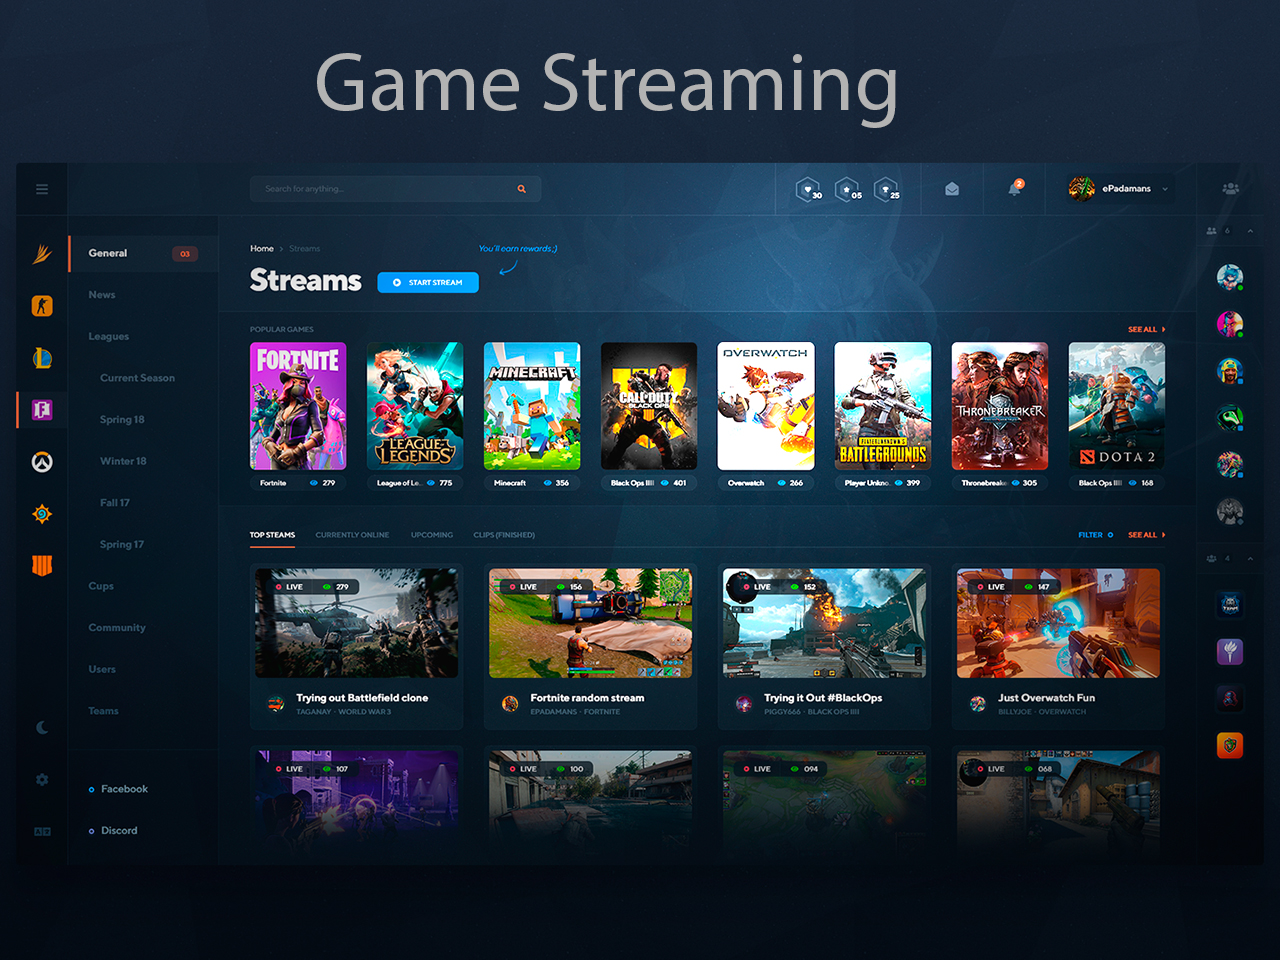 Game Streaming
Search for anything...
30
05
25
2
ePadamans
6
General
03
News
Leagues
Current Season
Spring 18
Winter 18
Fall 17
Spring 17
Cups
Community
Users
Teams
Facebook
Discord
Home > Streams
You'll earn rewards ;)
Streams
START STREAM
POPULAR GAMES
SEE ALL
FORTNITE
LEAGUE OF LEGENDS
MINECRAFT
CALL OF DUTY
BLACK OPS
OVERWATCH
PLAYERUNKNOWN'S
BATTLEGROUNDS
THRONEBREAKER
DOTA 2
Fortnite 279
League of Le... 775
Minecraft 356
Black Ops IIII 401
Overwatch 266
Player Unkno... 399
Thronebreake 305
Black Ops IIII 168
TOP STEAMS
CURRENTLY ONLINE
UPCOMING
CLIPS (FINISHED)
FILTER
SEE ALL
4
LIVE 279
LIVE 156
LIVE 152
LIVE 147
Trying out Battlefield clone
TAGANAY - WORLD WAR 3
Fortnite random stream
EPADAMANS - FORTNITE
Trying it Out #BlackOps
PIGGY666 - BLACK OPS IIII
Just Overwatch Fun
BILLYJOE - OVERWATCH
LIVE 107
LIVE 100
LIVE 094
LIVE 068